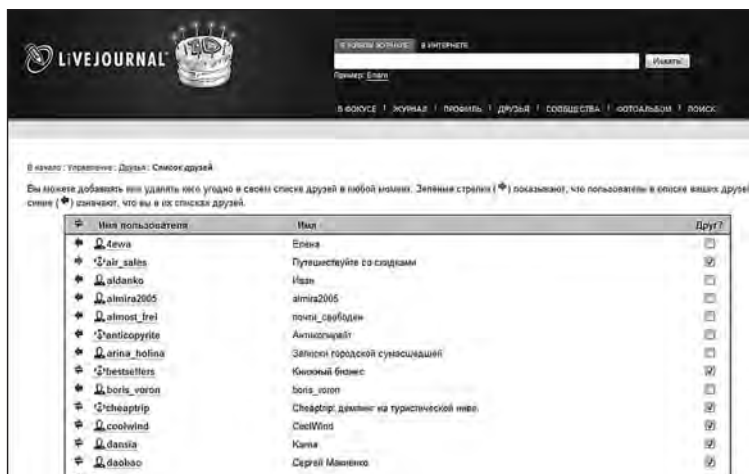 LiVEJOURNAL
В ИНТЕРНЕТЕ
Искать
Пример: Благо
В ФОКУСЕ | ЖУРНАЛ | ПРОФИЛЬ | ДРУЗЬЯ | СООБЩЕСТВА | ФОТОАЛЬБОМ | ПОИСК
В начало : Управление : Друзья : Список друзей
Вы можете добавлять или удалять кого угодно в своем списке друзей в любой момент. Зеленые стрелки ( ) показывают, что пользователь в списке ваших друзей
синие ( ) означают, что вы в их списках друзей.
Имя пользователя Имя Друг?
4ewa Елена
air_sales Путешествуйте со скидками
aldanko Иван
almira2005 almira2005
almost_frei почти_свободен
anticopyrite Антикопирайт
arina_holina Записки городской сумасшедшей
bestsellers Книжный бизнес
boris_voron boris_voron
cheaptrip Cheaptrip: демпинг на туристической ниве.
coolwind CoolWind
dansia Капа
daobao Сергей Макиенко